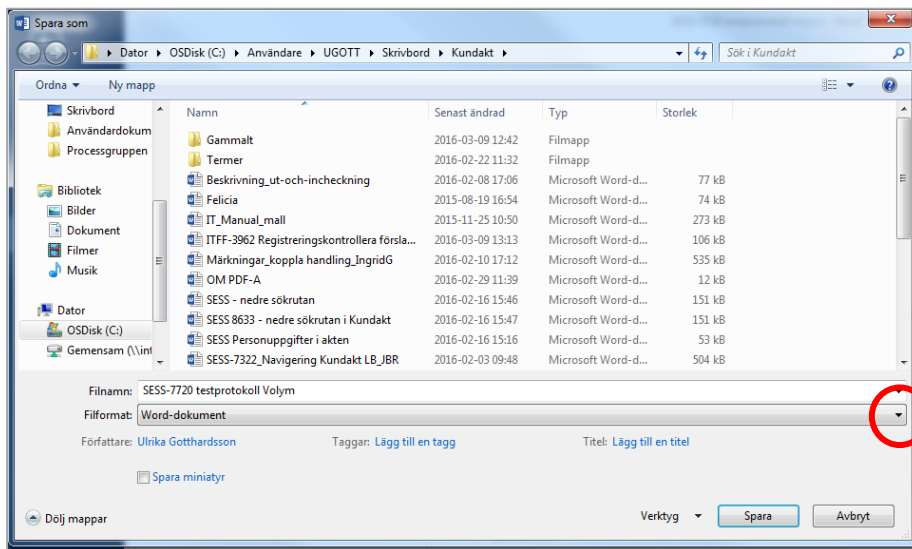 Spara som
Dator ▸ OSDisk (C:) ▸ Användare ▸ UGOTT ▸ Skrivbord ▸ Kundakt ▸ Sök i Kundakt
Ordna Ny mapp
Skrivbord
Användardokum
Processgruppen
Bibliotek
Bilder
Dokument
Filmer
Musik
Dator
OSDisk (C:)
Gemensam (\\int
Namn Senast ändrad Typ Storlek
Gammalt 2016-03-09 12:42 Filmapp
Termer 2016-02-22 11:32 Filmapp
Beskrivning_ut-och-incheckning 2016-02-08 17:06 Microsoft Word-d... 77 kB
Felicia 2015-08-19 16:54 Microsoft Word-d... 74 kB
IT_Manual_mall 2015-11-25 10:50 Microsoft Word-d... 273 kB
ITFF-3962 Registreringskontrollera försla... 2016-03-09 13:13 Microsoft Word-d... 106 kB
Märkningar_koppla handling_IngridG 2016-02-10 17:12 Microsoft Word-d... 535 kB
OM PDF-A 2016-02-29 11:39 Microsoft Word-d... 12 kB
SESS - nedre sökrutan 2016-02-16 15:46 Microsoft Word-d... 151 kB
SESS 8633 - nedre sökrutan i Kundakt 2016-02-16 15:47 Microsoft Word-d... 151 kB
SESS Personuppgifter i akten 2016-02-16 15:16 Microsoft Word-d... 53 kB
SESS-7322_Navigering Kundakt LB_JBR 2016-02-03 09:48 Microsoft Word-d... 504 kB
Filnamn: SESS-7720 testprotokoll Volym
Filformat: Word-dokument
Författare: Ulrika Gotthardsson Taggar: Lägg till en tagg Titel: Lägg till en titel
Spara miniatyr
Dölj mappar Verktyg Spara Avbryt